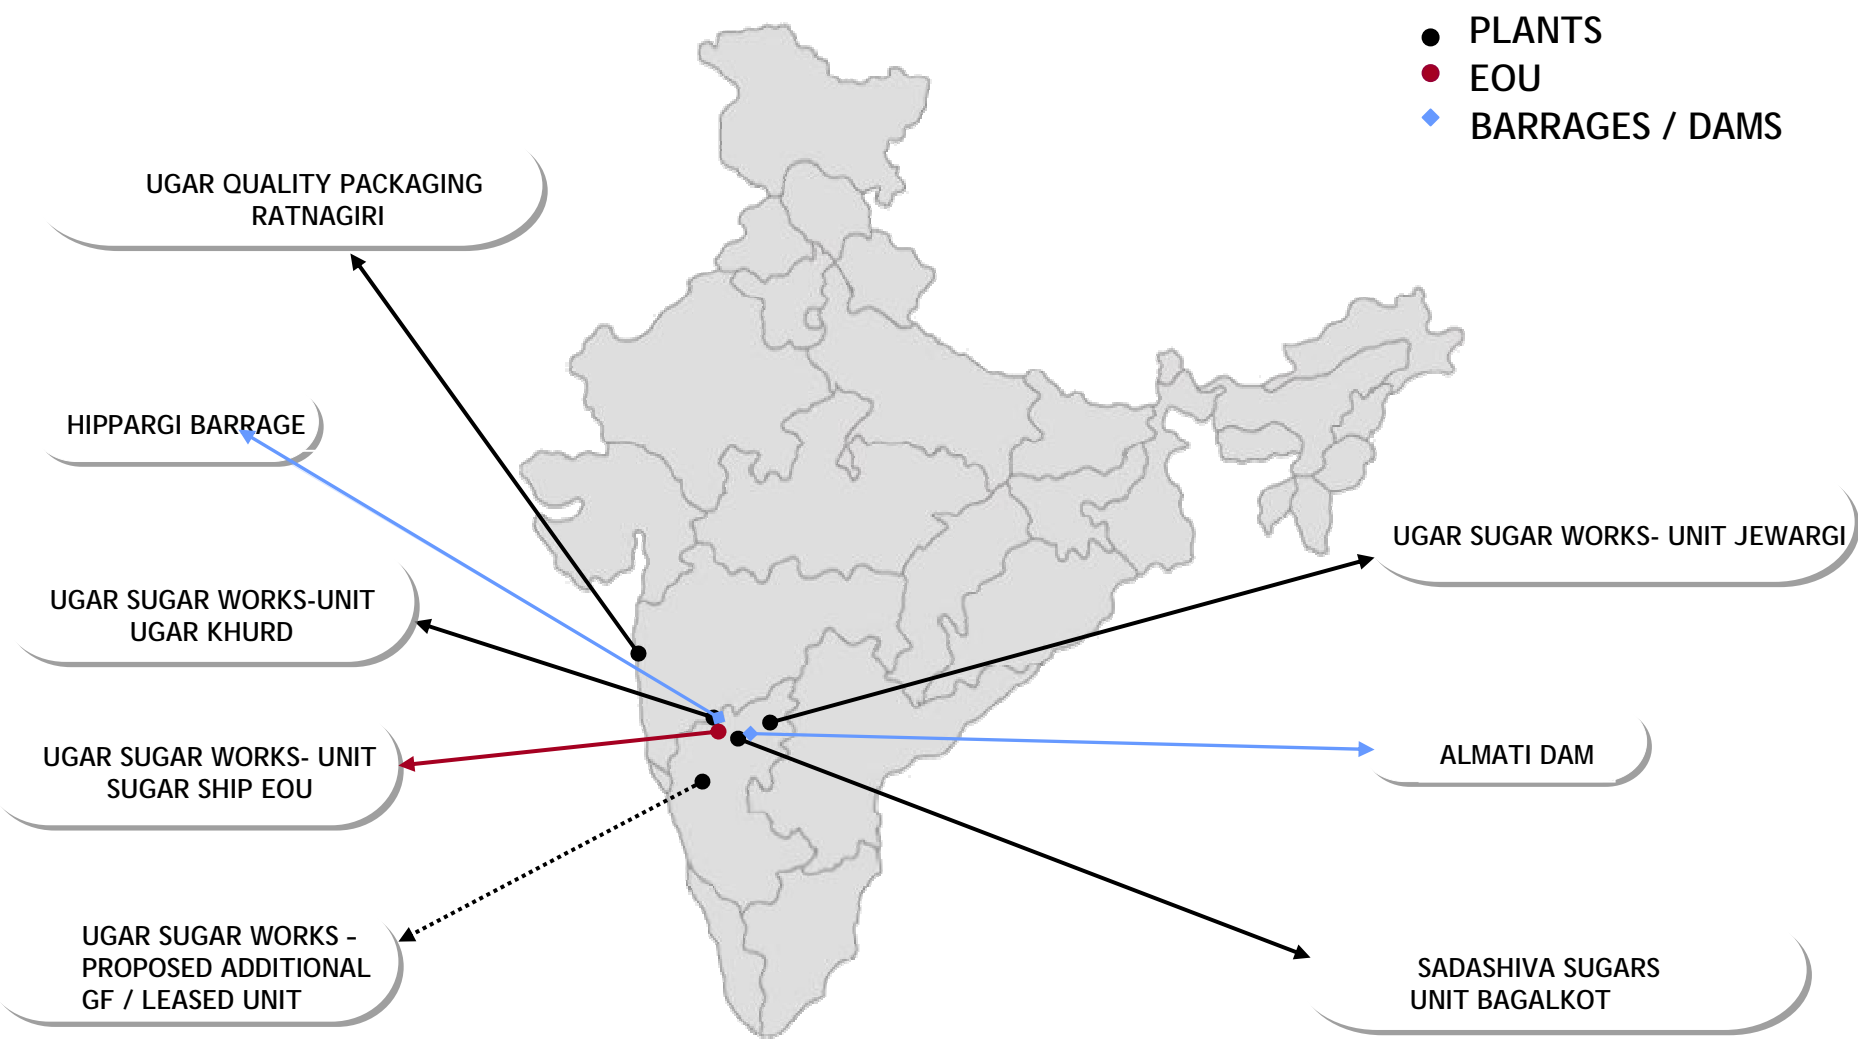 PLANTS
EOU
BARRAGES / DAMS
UGAR QUALITY PACKAGING
RATNAGIRI
HIPPARGI BARRAGE
UGAR SUGAR WORKS-UNIT
UGAR KHURD
UGAR SUGAR WORKS- UNIT
SUGAR SHIP EOU
UGAR SUGAR WORKS –
PROPOSED ADDITIONAL
GF / LEASED UNIT
UGAR SUGAR WORKS- UNIT JEWARGI
ALMATI DAM
SADASHIVA SUGARS
UNIT BAGALKOT